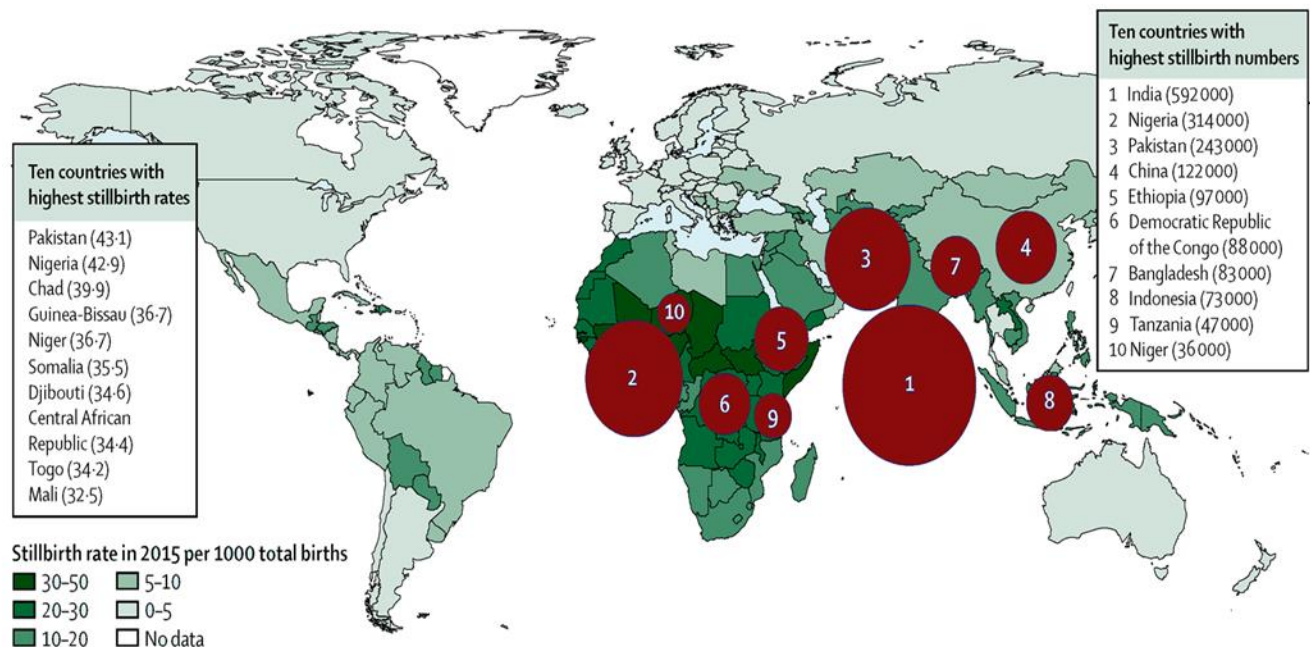 Ten countries with
highest stillbirth numbers
1 India (592 000)
2 Nigeria (314 000)
3 Pakistan (243 000)
4 China (122 000)
5 Ethiopia (97 000)
6 Democratic Republic
of the Congo (88 000)
7 Bangladesh (83 000)
8 Indonesia (73 000)
9 Tanzania (47 000)
10 Niger (36 000)
Ten countries with
highest stillbirth rates
Pakistan (43·1)
Nigeria (42·9)
Chad (39·9)
Guinea-Bissau (36·7)
Niger (36·7)
Somalia (35·5)
Djibouti (34·6)
Central African
Republic (34·4)
Togo (34·2)
Mali (32·5)
3
7
4
10
5
2
6
9
1
8
Stillbirth rate in 2015 per 1000 total births
30–50
20–30
10–20
5–10
0–5
No data